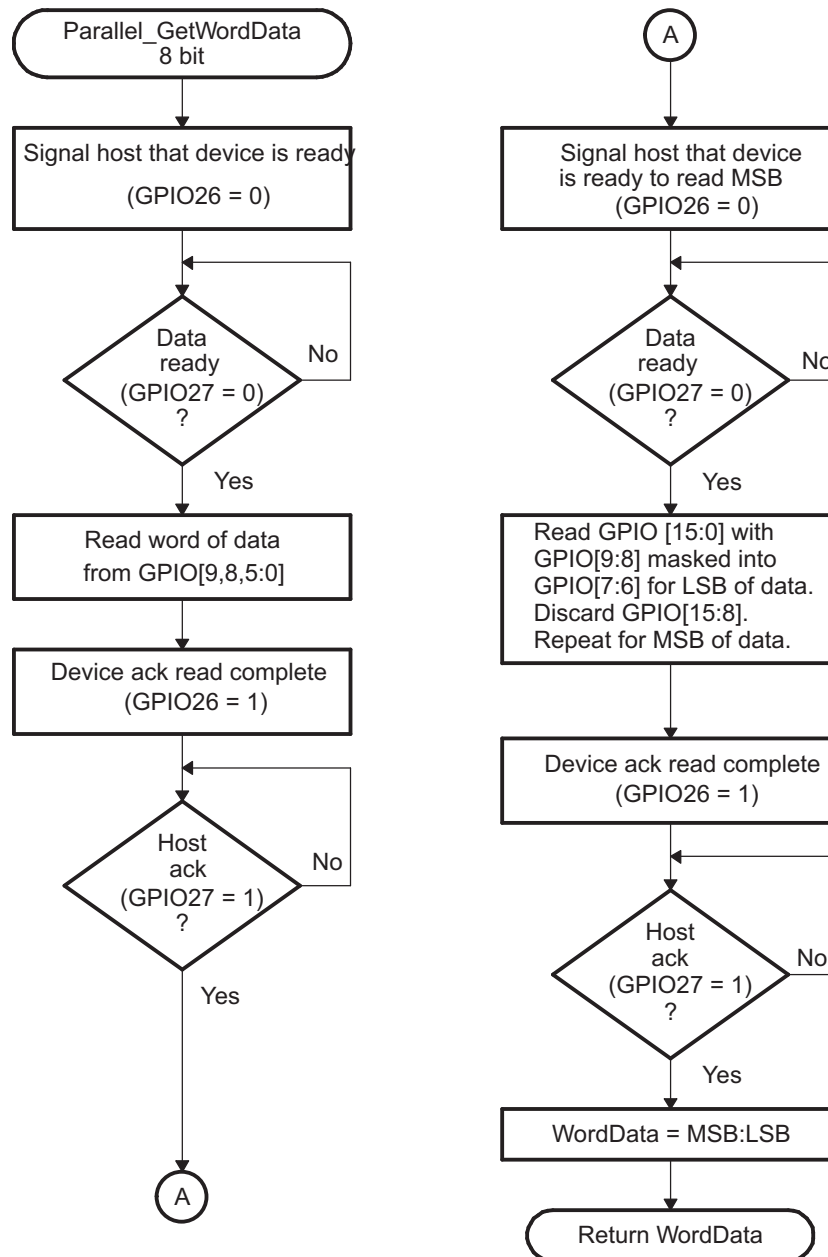 Parallel_GetWordData
8 bit
Signal host that device is ready
(GPIO26 = 0)
Data
ready
(GPIO27 = 0)
?
No
Yes
Read word of data
from GPIO[9,8,5:0]
Device ack read complete
(GPIO26 = 1)
Host
ack
(GPIO27 = 1)
?
No
Yes
A
A
Signal host that device
is ready to read MSB
(GPIO26 = 0)
Data
ready
(GPIO27 = 0)
?
No
Yes
Read GPIO [15:0] with
GPIO[9:8] masked into
GPIO[7:6] for LSB of data.
Discard GPIO[15:8].
Repeat for MSB of data.
Device ack read complete
(GPIO26 = 1)
Host
ack
(GPIO27 = 1)
?
No
Yes
WordData = MSB:LSB
Return WordData